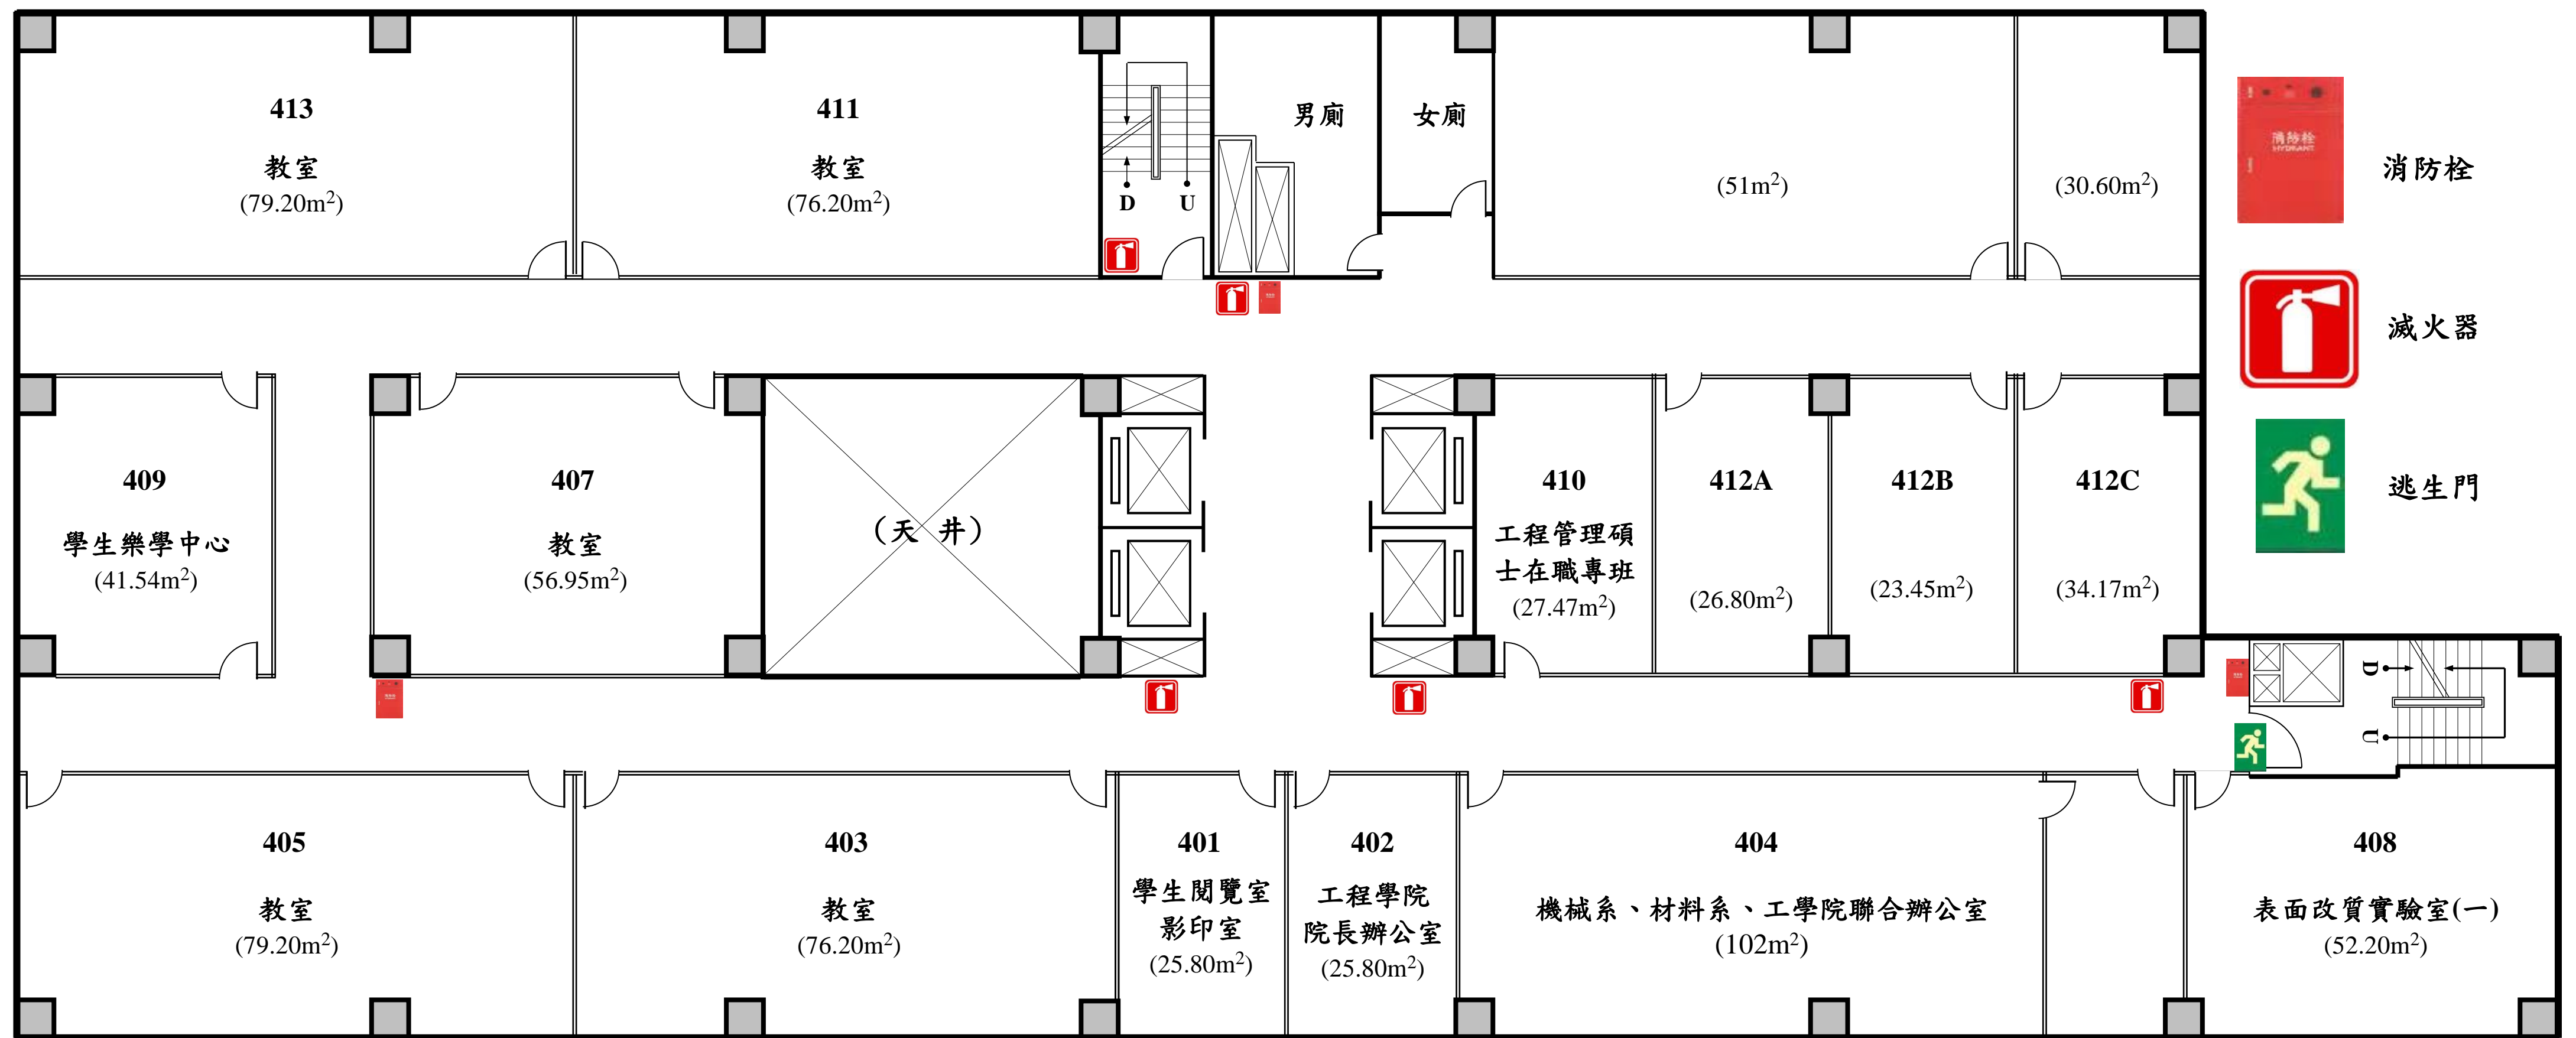 413
教室
(79.20m²)
411
教室
(76.20m²)
D
U
男廁
女廁
(51m²)
(30.60m²)
消防栓
HYDRANT
消防栓
滅火器
逃生門
409
學生樂學中心
(41.54m²)
407
教室
(56.95m²)
(天 井)
410
工程管理碩
士在職專班
(27.47m²)
412A
(26.80m²)
412B
(23.45m²)
412C
(34.17m²)
D
U
405
教室
(79.20m²)
403
教室
(76.20m²)
401
學生閱覽室
影印室
(25.80m²)
402
工程學院
院長辦公室
(25.80m²)
404
機械系、材料系、工學院聯合辦公室
(102m²)
408
表面改質實驗室(一)
(52.20m²)